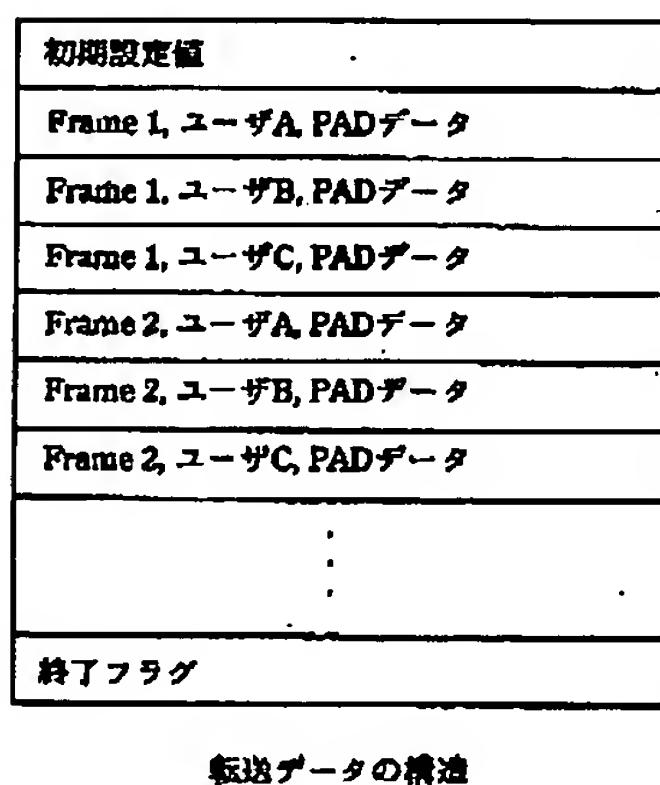 初期設定値
Frame 1, ユーザA, PADデータ
Frame 1, ユーザB, PADデータ
Frame 1, ユーザC, PADデータ
Frame 2, ユーザA, PADデータ
Frame 2, ユーザB, PADデータ
Frame 2, ユーザC, PADデータ
⋮
終了フラグ
転送データの構造